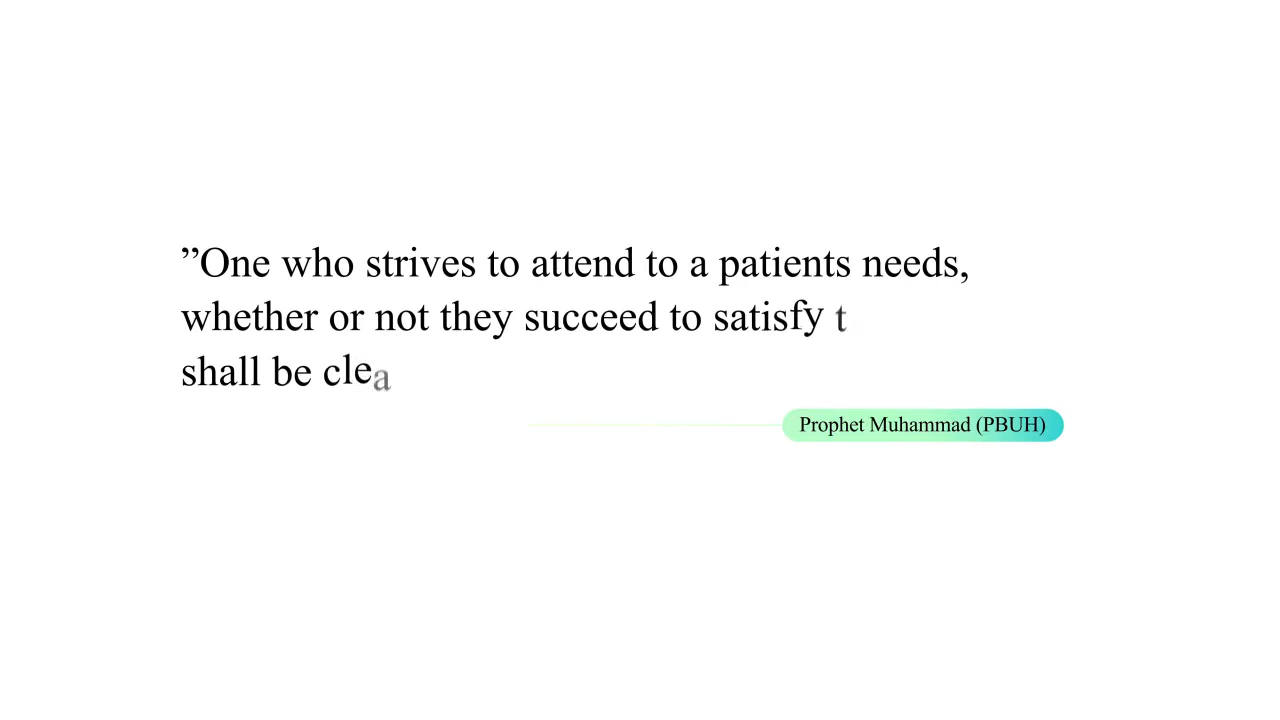 ”One who strives to attend to a patients needs,
whether or not they succeed to satisfy t
shall be clea
Prophet Muhammad (PBUH)